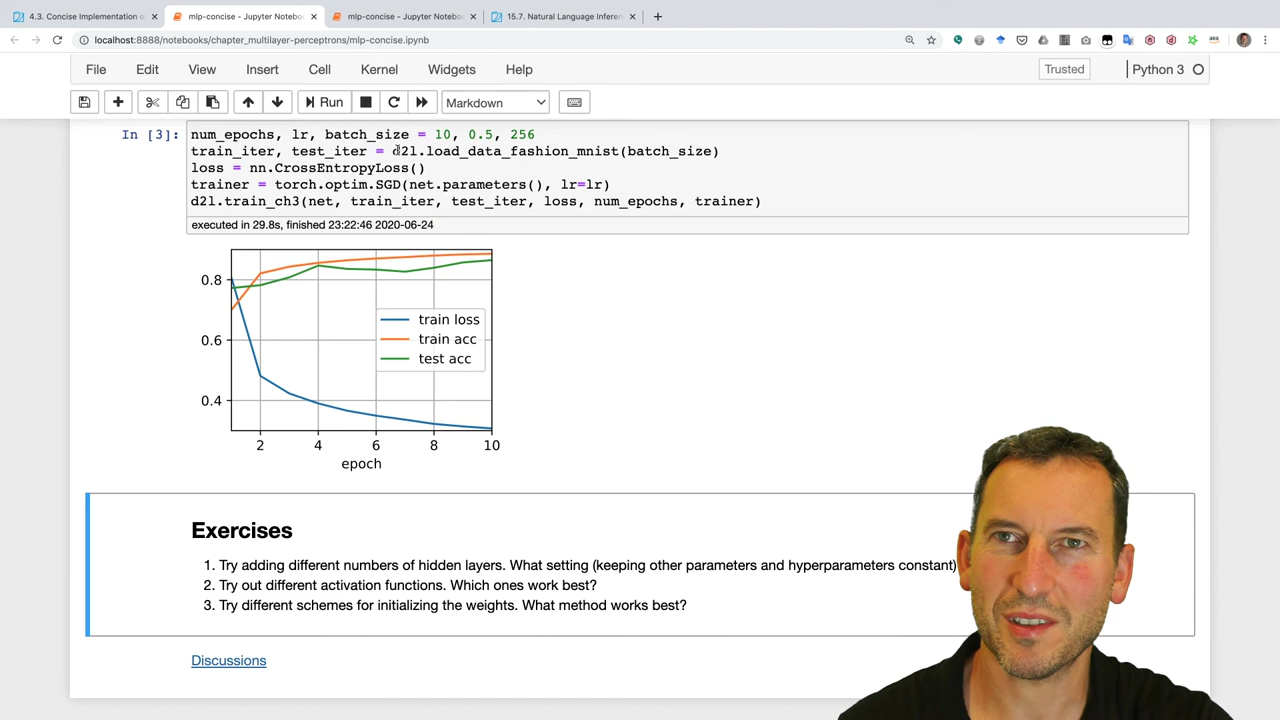 4.3. Concise Implementation o
mlp-concise - Jupyter Notebo
mlp-concise - Jupyter Notebo
15.7. Natural Language Inferen
localhost:8888/notebooks/chapter_multilayer-perceptrons/mlp-concise.ipynb
File Edit View Insert Cell Kernel Widgets Help Trusted Python 3
Run Markdown
In [3]: num_epochs, lr, batch_size = 10, 0.5, 256
train_iter, test_iter = d2l.load_data_fashion_mnist(batch_size)
loss = nn.CrossEntropyLoss()
trainer = torch.optim.SGD(net.parameters(), lr=lr)
d2l.train_ch3(net, train_iter, test_iter, loss, num_epochs, trainer)
executed in 29.8s, finished 23:22:46 2020-06-24
0.8
0.6
0.4
train loss
train acc
test acc
2 4 6 8 10
epoch
Exercises
1. Try adding different numbers of hidden layers. What setting (keeping other parameters and hyperparameters constant)
2. Try out different activation functions. Which ones work best?
3. Try different schemes for initializing the weights. What method works best?
Discussions